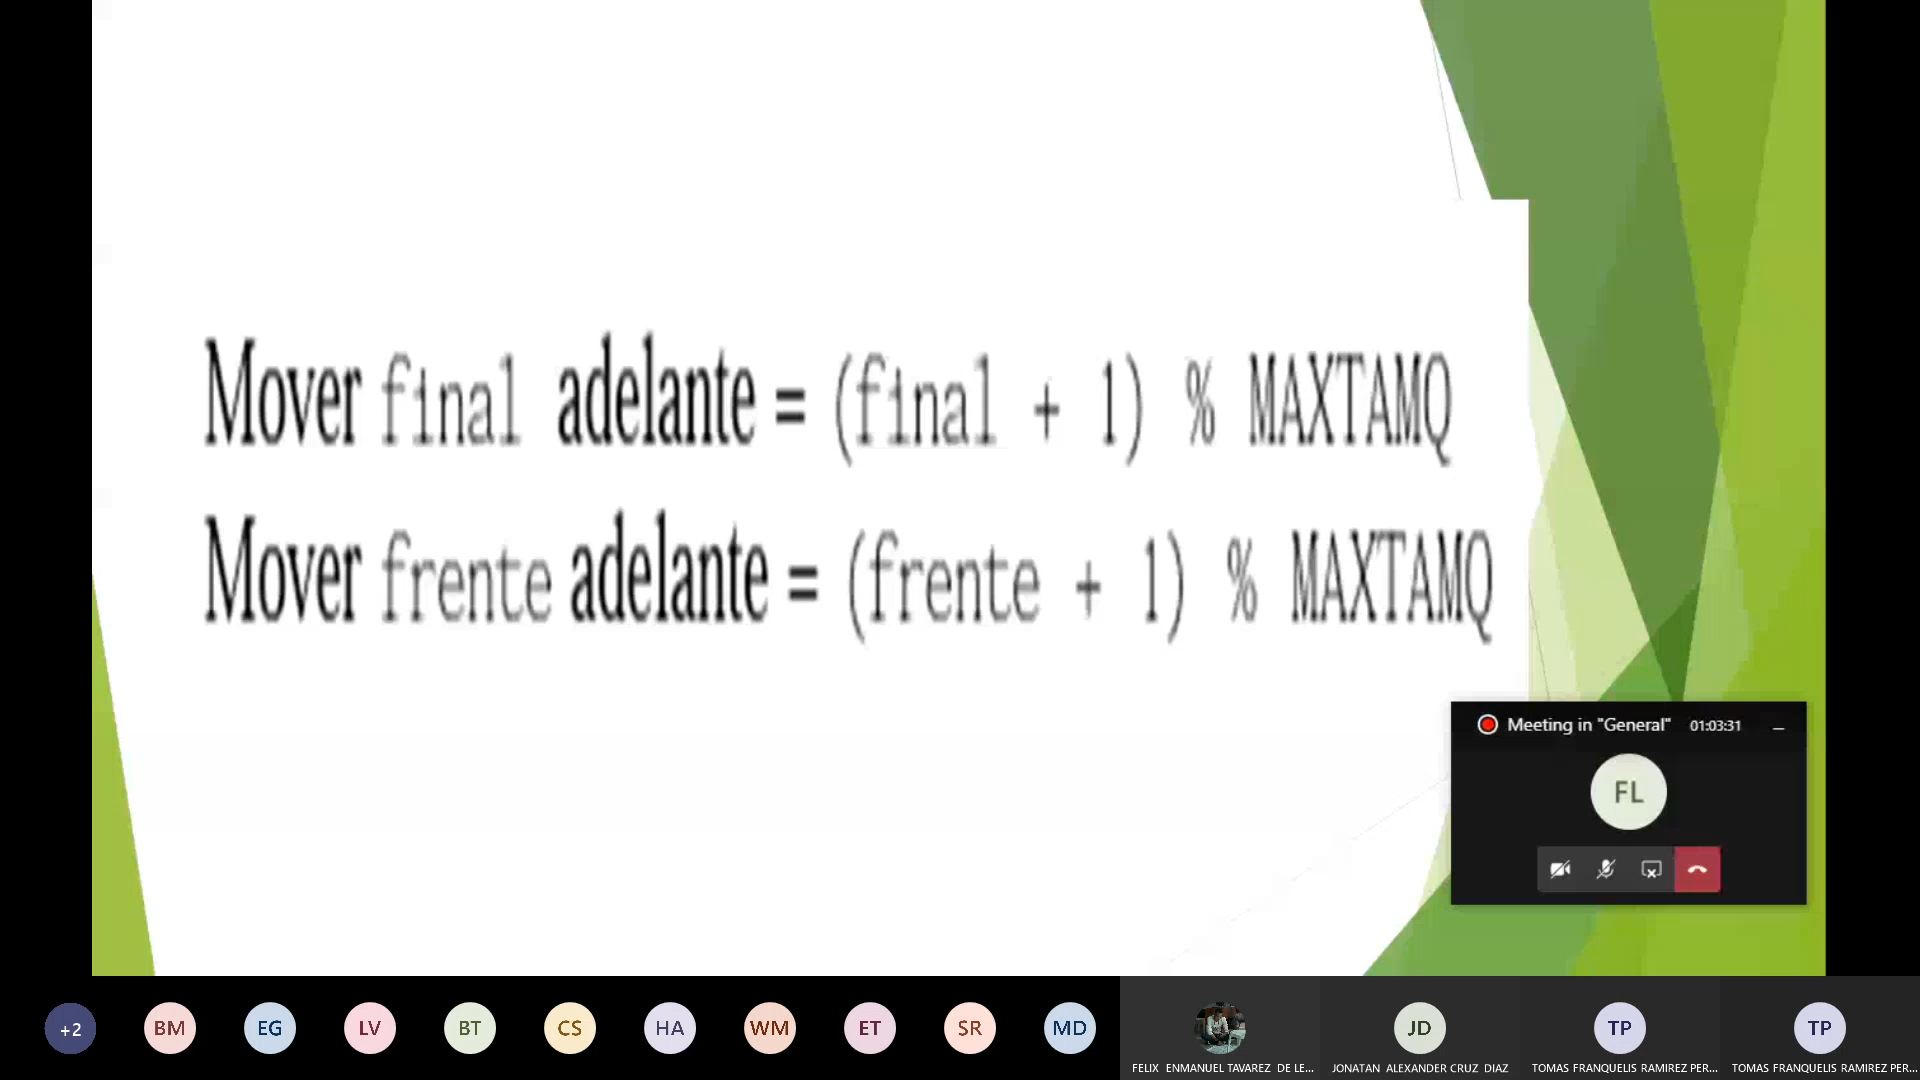 Mover final adelante = (final + 1) % MAXTAMQ
Mover frente adelante = (frente + 1) % MAXTAMQ
Meeting in "General" 01:03:31
FL
+2
BM
EG
LV
BT
CS
HA
WM
ET
SR
MD
JD
TP
TP
FELIX ENMANUEL TAVAREZ DE LE...
JONATAN ALEXANDER CRUZ DIAZ
TOMAS FRANQUELIS RAMIREZ PER...
TOMAS FRANQUELIS RAMIREZ PER...